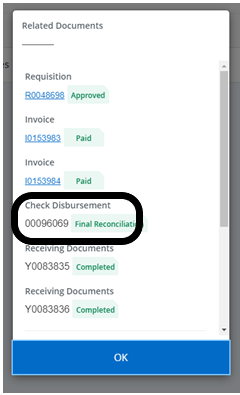 Related Documents
es
Requisition
R0048698 Approved
Invoice
I0153983 Paid
Invoice
I0153984 Paid
Check Disbursement
00096069 Final
Receiving Documents
Y0083835 Completed
Receiving Documents
Y0083836 Completed
OK